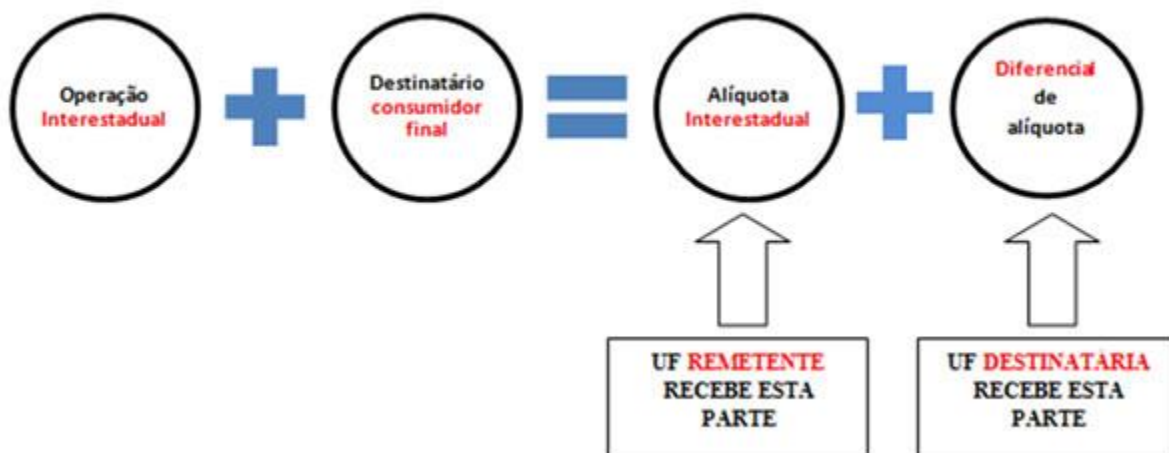 Operação
Interestadual
Destinatário
consumidor
final
Alíquota
Interestadual
Diferencial
de
alíquota
UF REMETENTE
RECEBE ESTA
PARTE
UF DESTINATÁRIA
RECEBE ESTA
PARTE